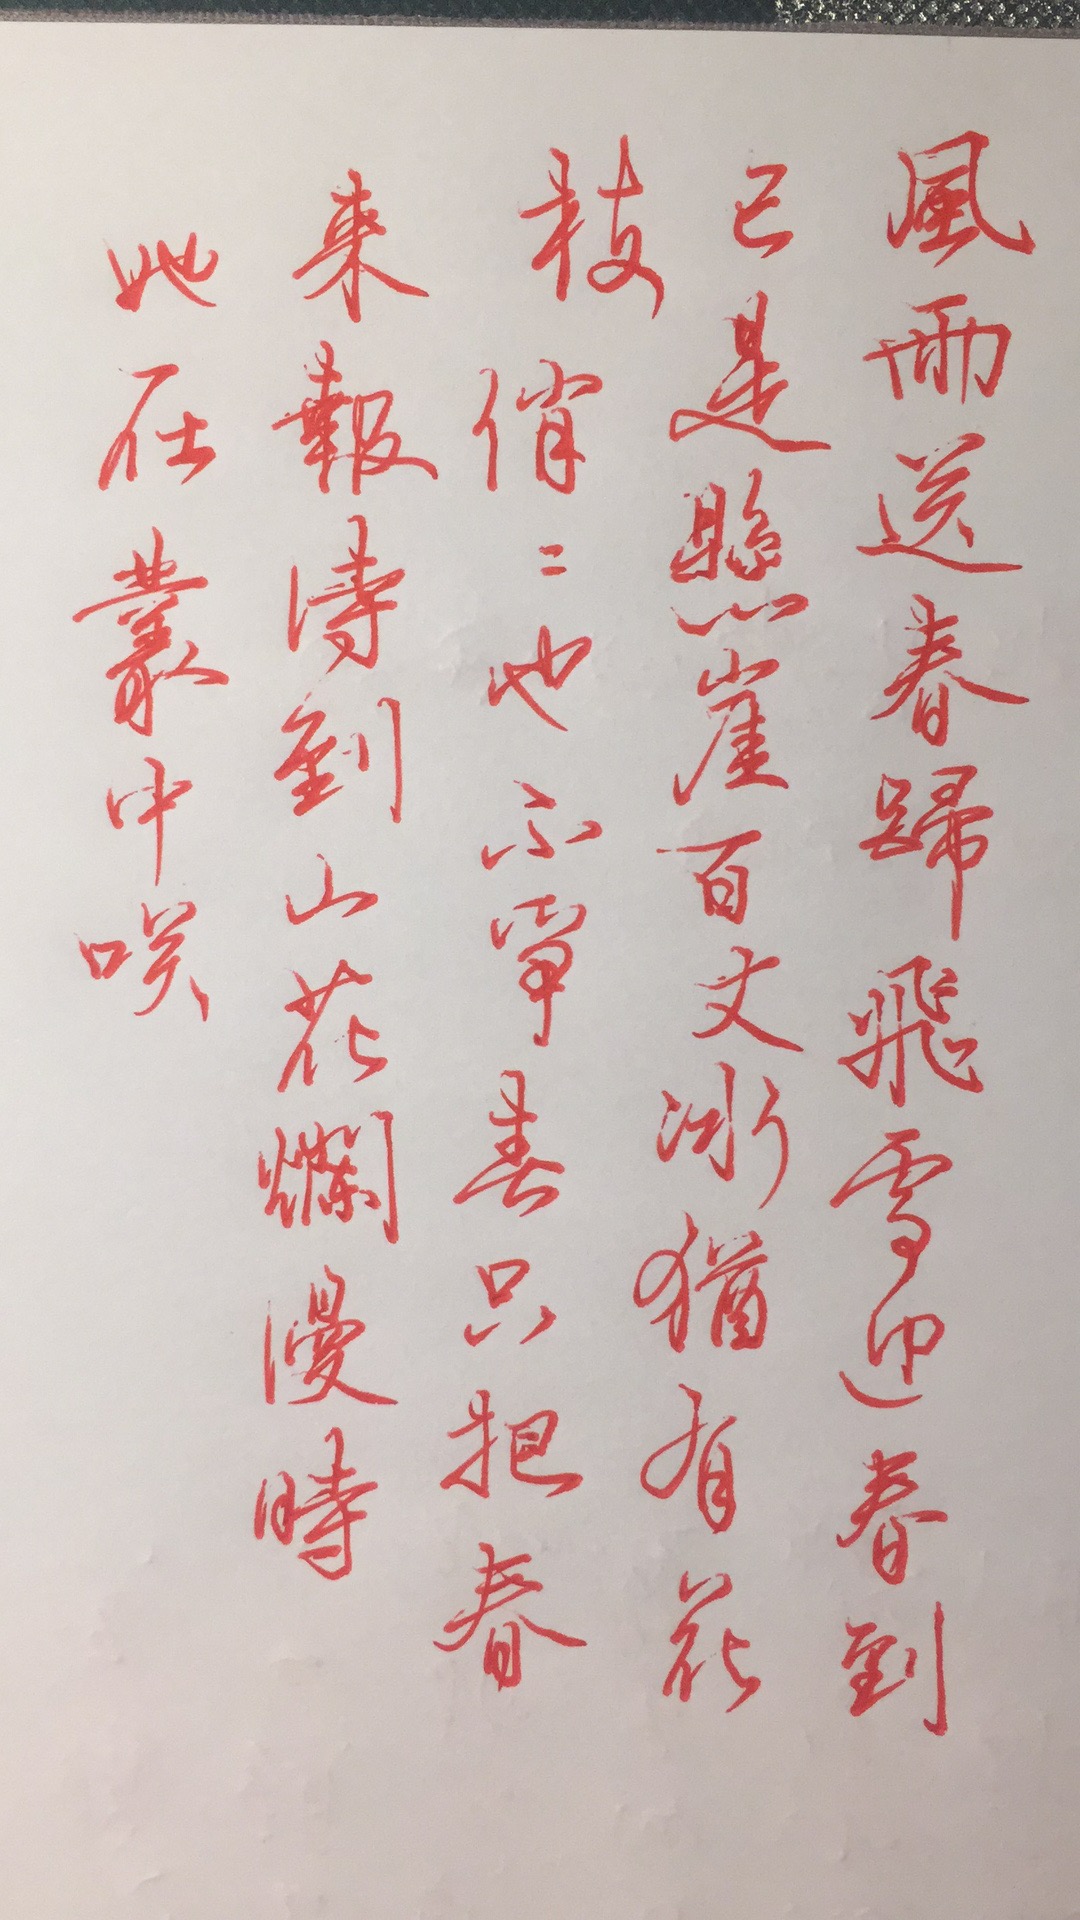 風雨送春歸飛雪迎春到
已是懸崖百丈冰猶有花
枝俏二也不爭春只把春
來報待到山花爛漫時
她在叢中咲